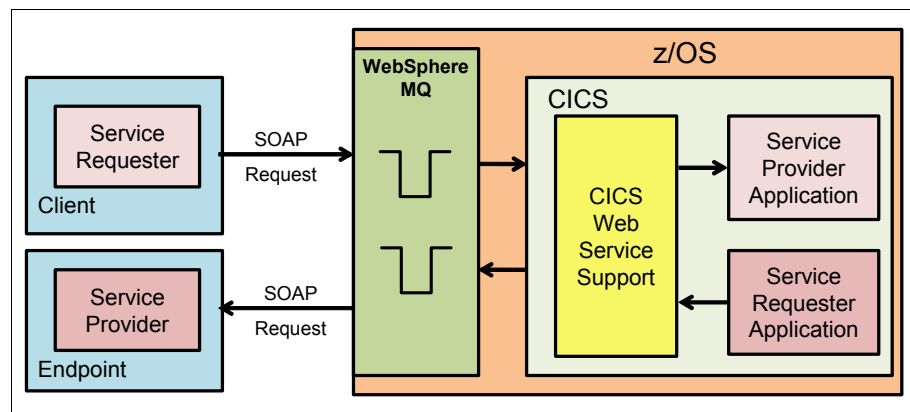 z/OS
WebSphere
MQ
CICS
Service
Requester
Client
SOAP
Request
CICS
Web
Service
Support
Service
Provider
Application
Service
Provider
Endpoint
SOAP
Request
Service
Requester
Application